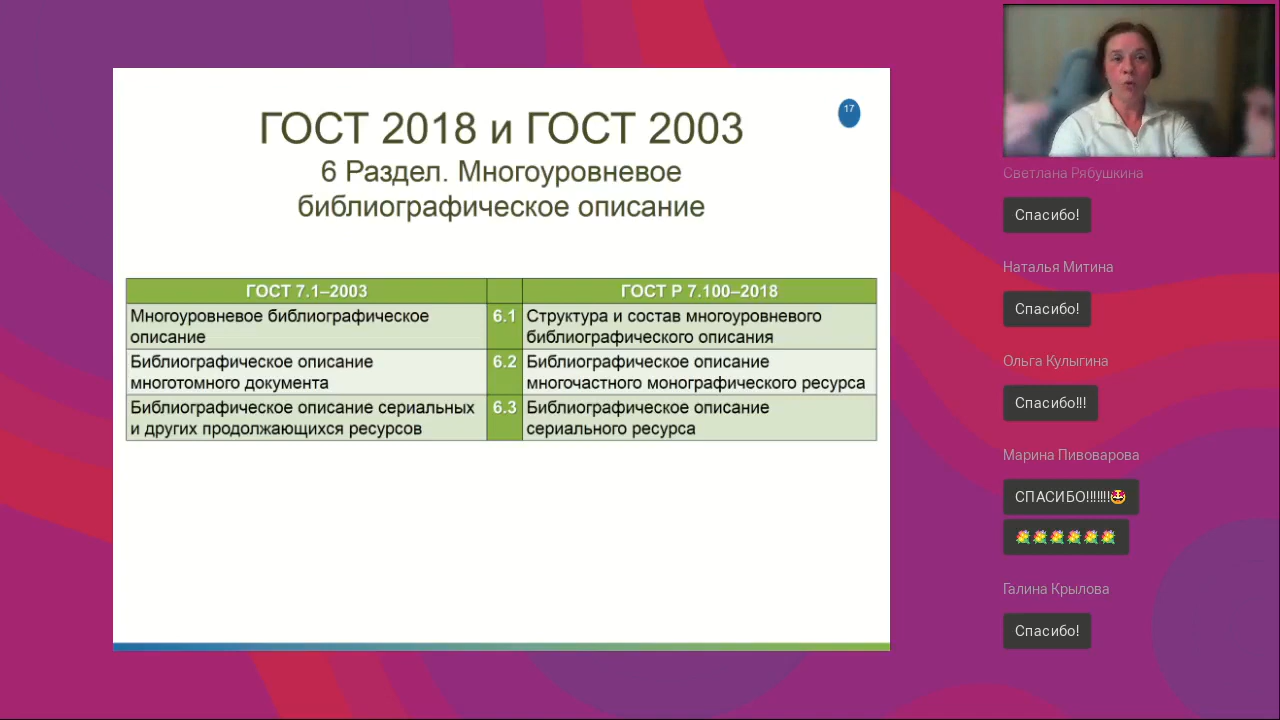 17
ГОСТ 2018 и ГОСТ 2003
6 Раздел. Многоуровневое
библиографическое описание
ГОСТ 7.1–2003
ГОСТ Р 7.100–2018
Многоуровневое библиографическое
описание
6.1
Структура и состав многоуровневого
библиографического описания
Библиографическое описание
многотомного документа
6.2
Библиографическое описание
многочастного монографического ресурса
Библиографическое описание сериальных
и других продолжающихся ресурсов
6.3
Библиографическое описание
сериального ресурса
Светлана Рябушкина
Спасибо!
Наталья Митина
Спасибо!
Ольга Кулыгина
Спасибо!!!
Марина Пивоварова
СПАСИБО!!!!!!!🤩
💐💐💐💐💐💐
Галина Крылова
Спасибо!